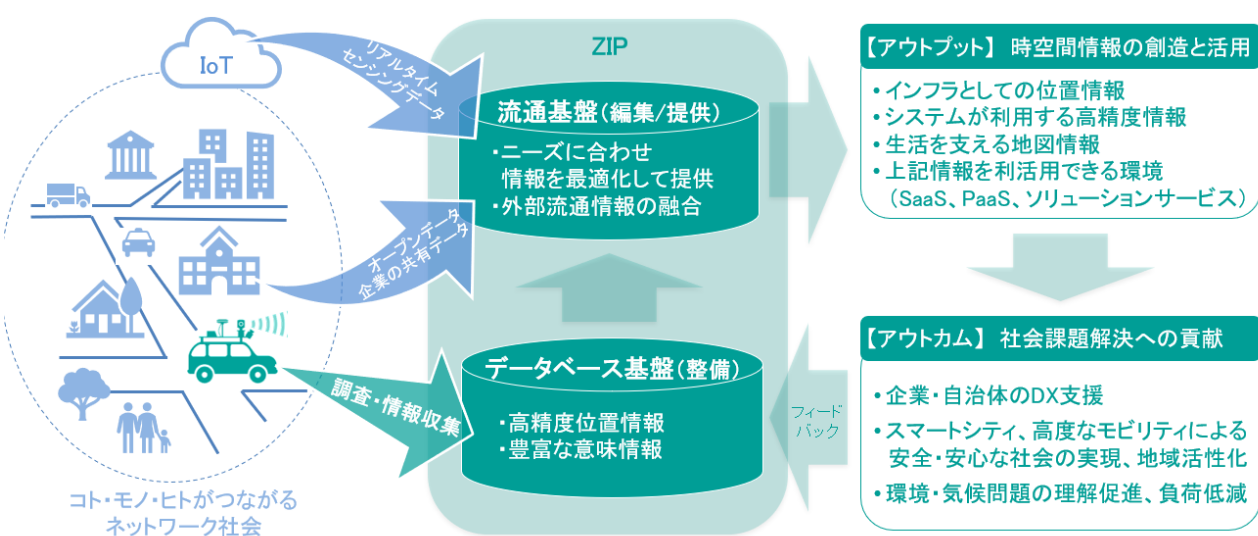 IoT
リアルタイム
センシングデータ
オープンデータ
企業の共有データ
調査・情報収集
コト・モノ・ヒトがつながる
ネットワーク社会
ZIP
流通基盤(編集/提供)
・ニーズに合わせ
情報を最適化して提供
・外部流通情報の融合
データベース基盤(整備)
・高精度位置情報
・豊富な意味情報
【アウトプット】 時空間情報の創造と活用
・インフラとしての位置情報
・システムが利用する高精度情報
・生活を支える地図情報
・上記情報を利活用できる環境
(SaaS、PaaS、ソリューションサービス)
【アウトカム】 社会課題解決への貢献
・企業・自治体のDX支援
・スマートシティ、高度なモビリティによる
安全・安心な社会の実現、地域活性化
・環境・気候問題の理解促進、負荷低減
フィード
バック